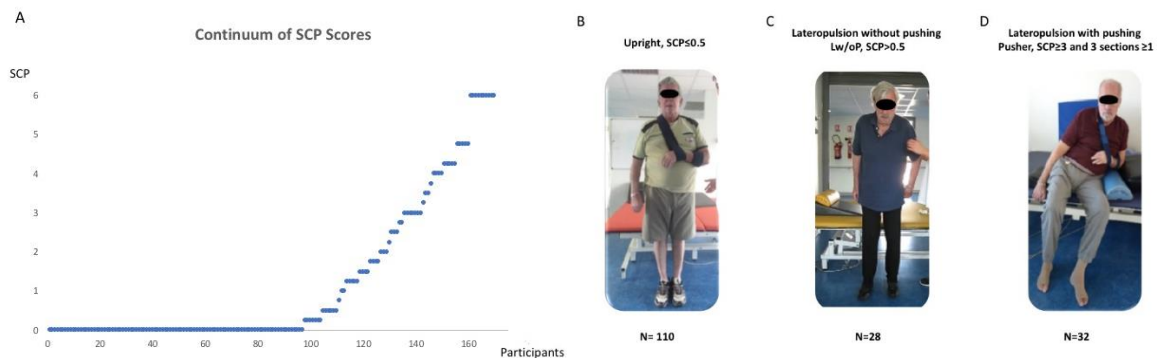 A
Continuum of SCP Scores
SCP
6
5
4
3
2
1
0
0 20 40 60 80 100 120 140 160
Participants
B
Upright, SCP≤0.5
N= 110
C
Lateropulsion without pushing
Lw/oP, SCP>0.5
N=28
D
Lateropulsion with pushing
Pusher, SCP≥3 and 3 sections ≥1
N=32